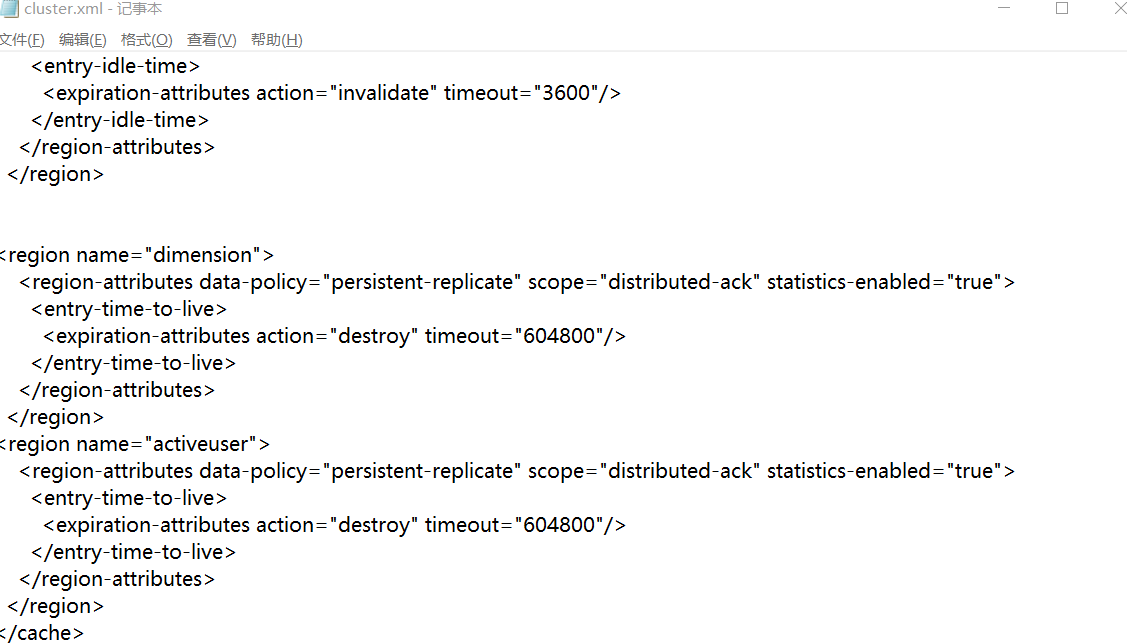 cluster.xml - 记事本
文件(F) 编辑(E) 格式(O) 查看(V) 帮助(H)
<entry-idle-time>
<expiration-attributes action="invalidate" timeout="3600"/>
</entry-idle-time>
</region-attributes>
</region>
<region name="dimension">
<region-attributes data-policy="persistent-replicate" scope="distributed-ack" statistics-enabled="true">
<entry-time-to-live>
<expiration-attributes action="destroy" timeout="604800"/>
</entry-time-to-live>
</region-attributes>
</region>
<region name="activeuser">
<region-attributes data-policy="persistent-replicate" scope="distributed-ack" statistics-enabled="true">
<entry-time-to-live>
<expiration-attributes action="destroy" timeout="604800"/>
</entry-time-to-live>
</region-attributes>
</region>
</cache>